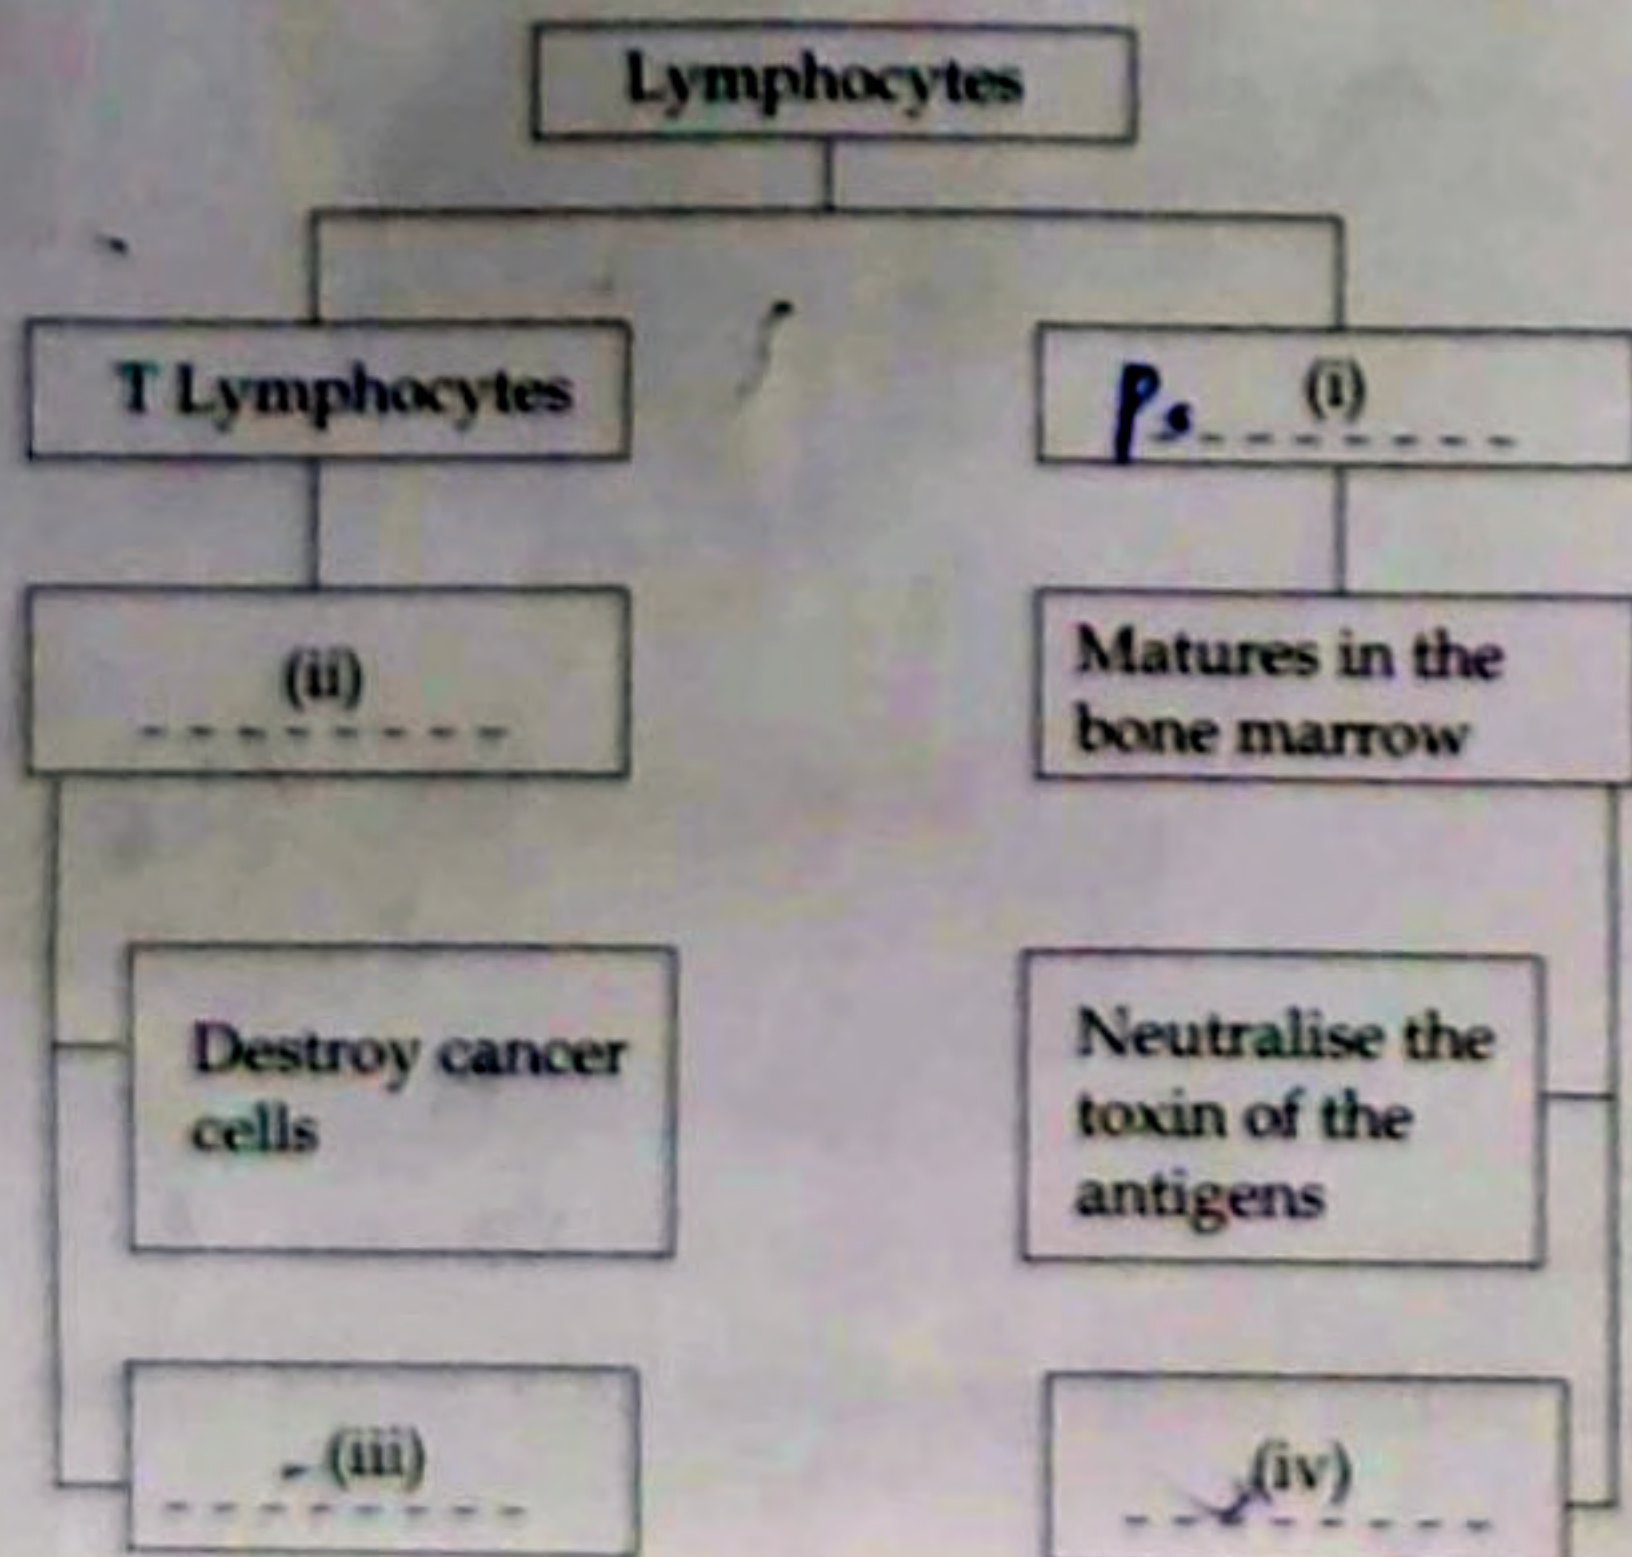 Lymphocytes
T Lymphocytes
(i)
(ii)
Matures in the
bone marrow
Destroy cancer
cells
Neutralise the
toxin of the
antigens
(iii)
(iv)